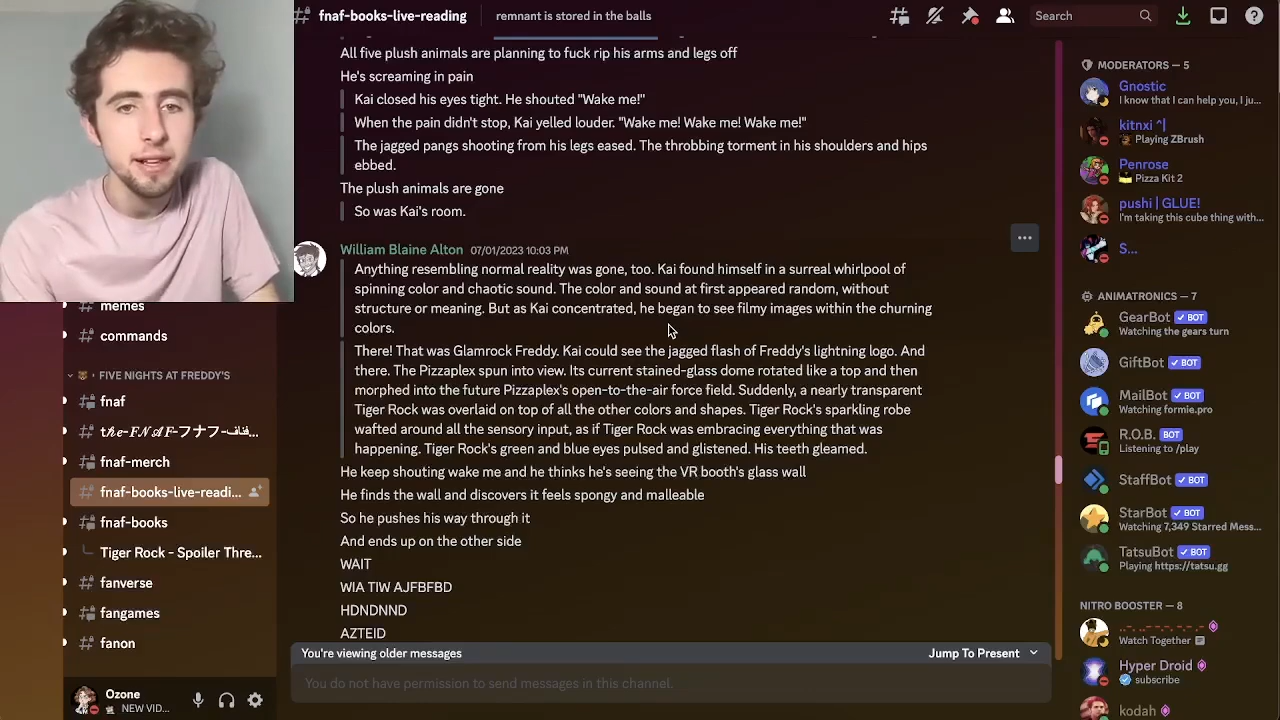 fnaf-books-live-reading
remnant is stored in the balls
Search
All five plush animals are planning to fuck rip his arms and legs off
He's screaming in pain
Kai closed his eyes tight. He shouted "Wake me!"
When the pain didn't stop, Kai yelled louder. "Wake me! Wake me! Wake me!"
The jagged pangs shooting from his legs eased. The throbbing torment in his shoulders and hips
ebbed.
The plush animals are gone
So was Kai's room.
William Blaine Alton 07/01/2023 10:03 PM
Anything resembling normal reality was gone, too. Kai found himself in a surreal whirlpool of
spinning color and chaotic sound. The color and sound at first appeared random, without
structure or meaning. But as Kai concentrated, he began to see filmy images within the churning
colors.
There! That was Glamrock Freddy. Kai could see the jagged flash of Freddy's lightning logo. And
there. The Pizzaplex spun into view. Its current stained-glass dome rotated like a top and then
morphed into the future Pizzaplex's open-to-the-air force field. Suddenly, a nearly transparent
Tiger Rock was overlaid on top of all the other colors and shapes. Tiger Rock's sparkling robe
wafted around all the sensory input, as if Tiger Rock was embracing everything that was
happening. Tiger Rock's green and blue eyes pulsed and glistened. His teeth gleamed.
He keep shouting wake me and he thinks he's seeing the VR booth's glass wall
He finds the wall and discovers it feels spongy and malleable
So he pushes his way through it
And ends up on the other side
WAIT
WIA TIW AJFBFBD
HDNDNND
AZTEID
You're viewing older messages
Jump To Present
You do not have permission to send messages in this channel.
memes
commands
FIVE NIGHTS AT FREDDY'S
fnaf
fnaf-merch
fnaf-books-live-readi...
fnaf-books
Tiger Rock - Spoiler Thre...
fanverse
fangames
fanon
Ozone
NEW VID...
MODERATORS — 5
Gnostic
I know that I can help you, I ju...
kitnxi ^|
Playing ZBrush
Penrose
Pizza Kit 2
pushi | GLUE!
I'm taking this cube thing with...
S...
ANIMATRONICS — 7
GearBot BOT
Watching the gears turn
GiftBot BOT
MailBot BOT
Watching formie.pro
R.O.B. BOT
Listening to /play
StaffBot BOT
StarBot BOT
Watching 7,349 Starred Mess...
TatsuBot BOT
Playing https://tatsu.gg
NITRO BOOSTER — 8
Watch Together
Hyper Droid
subscribe
kodah